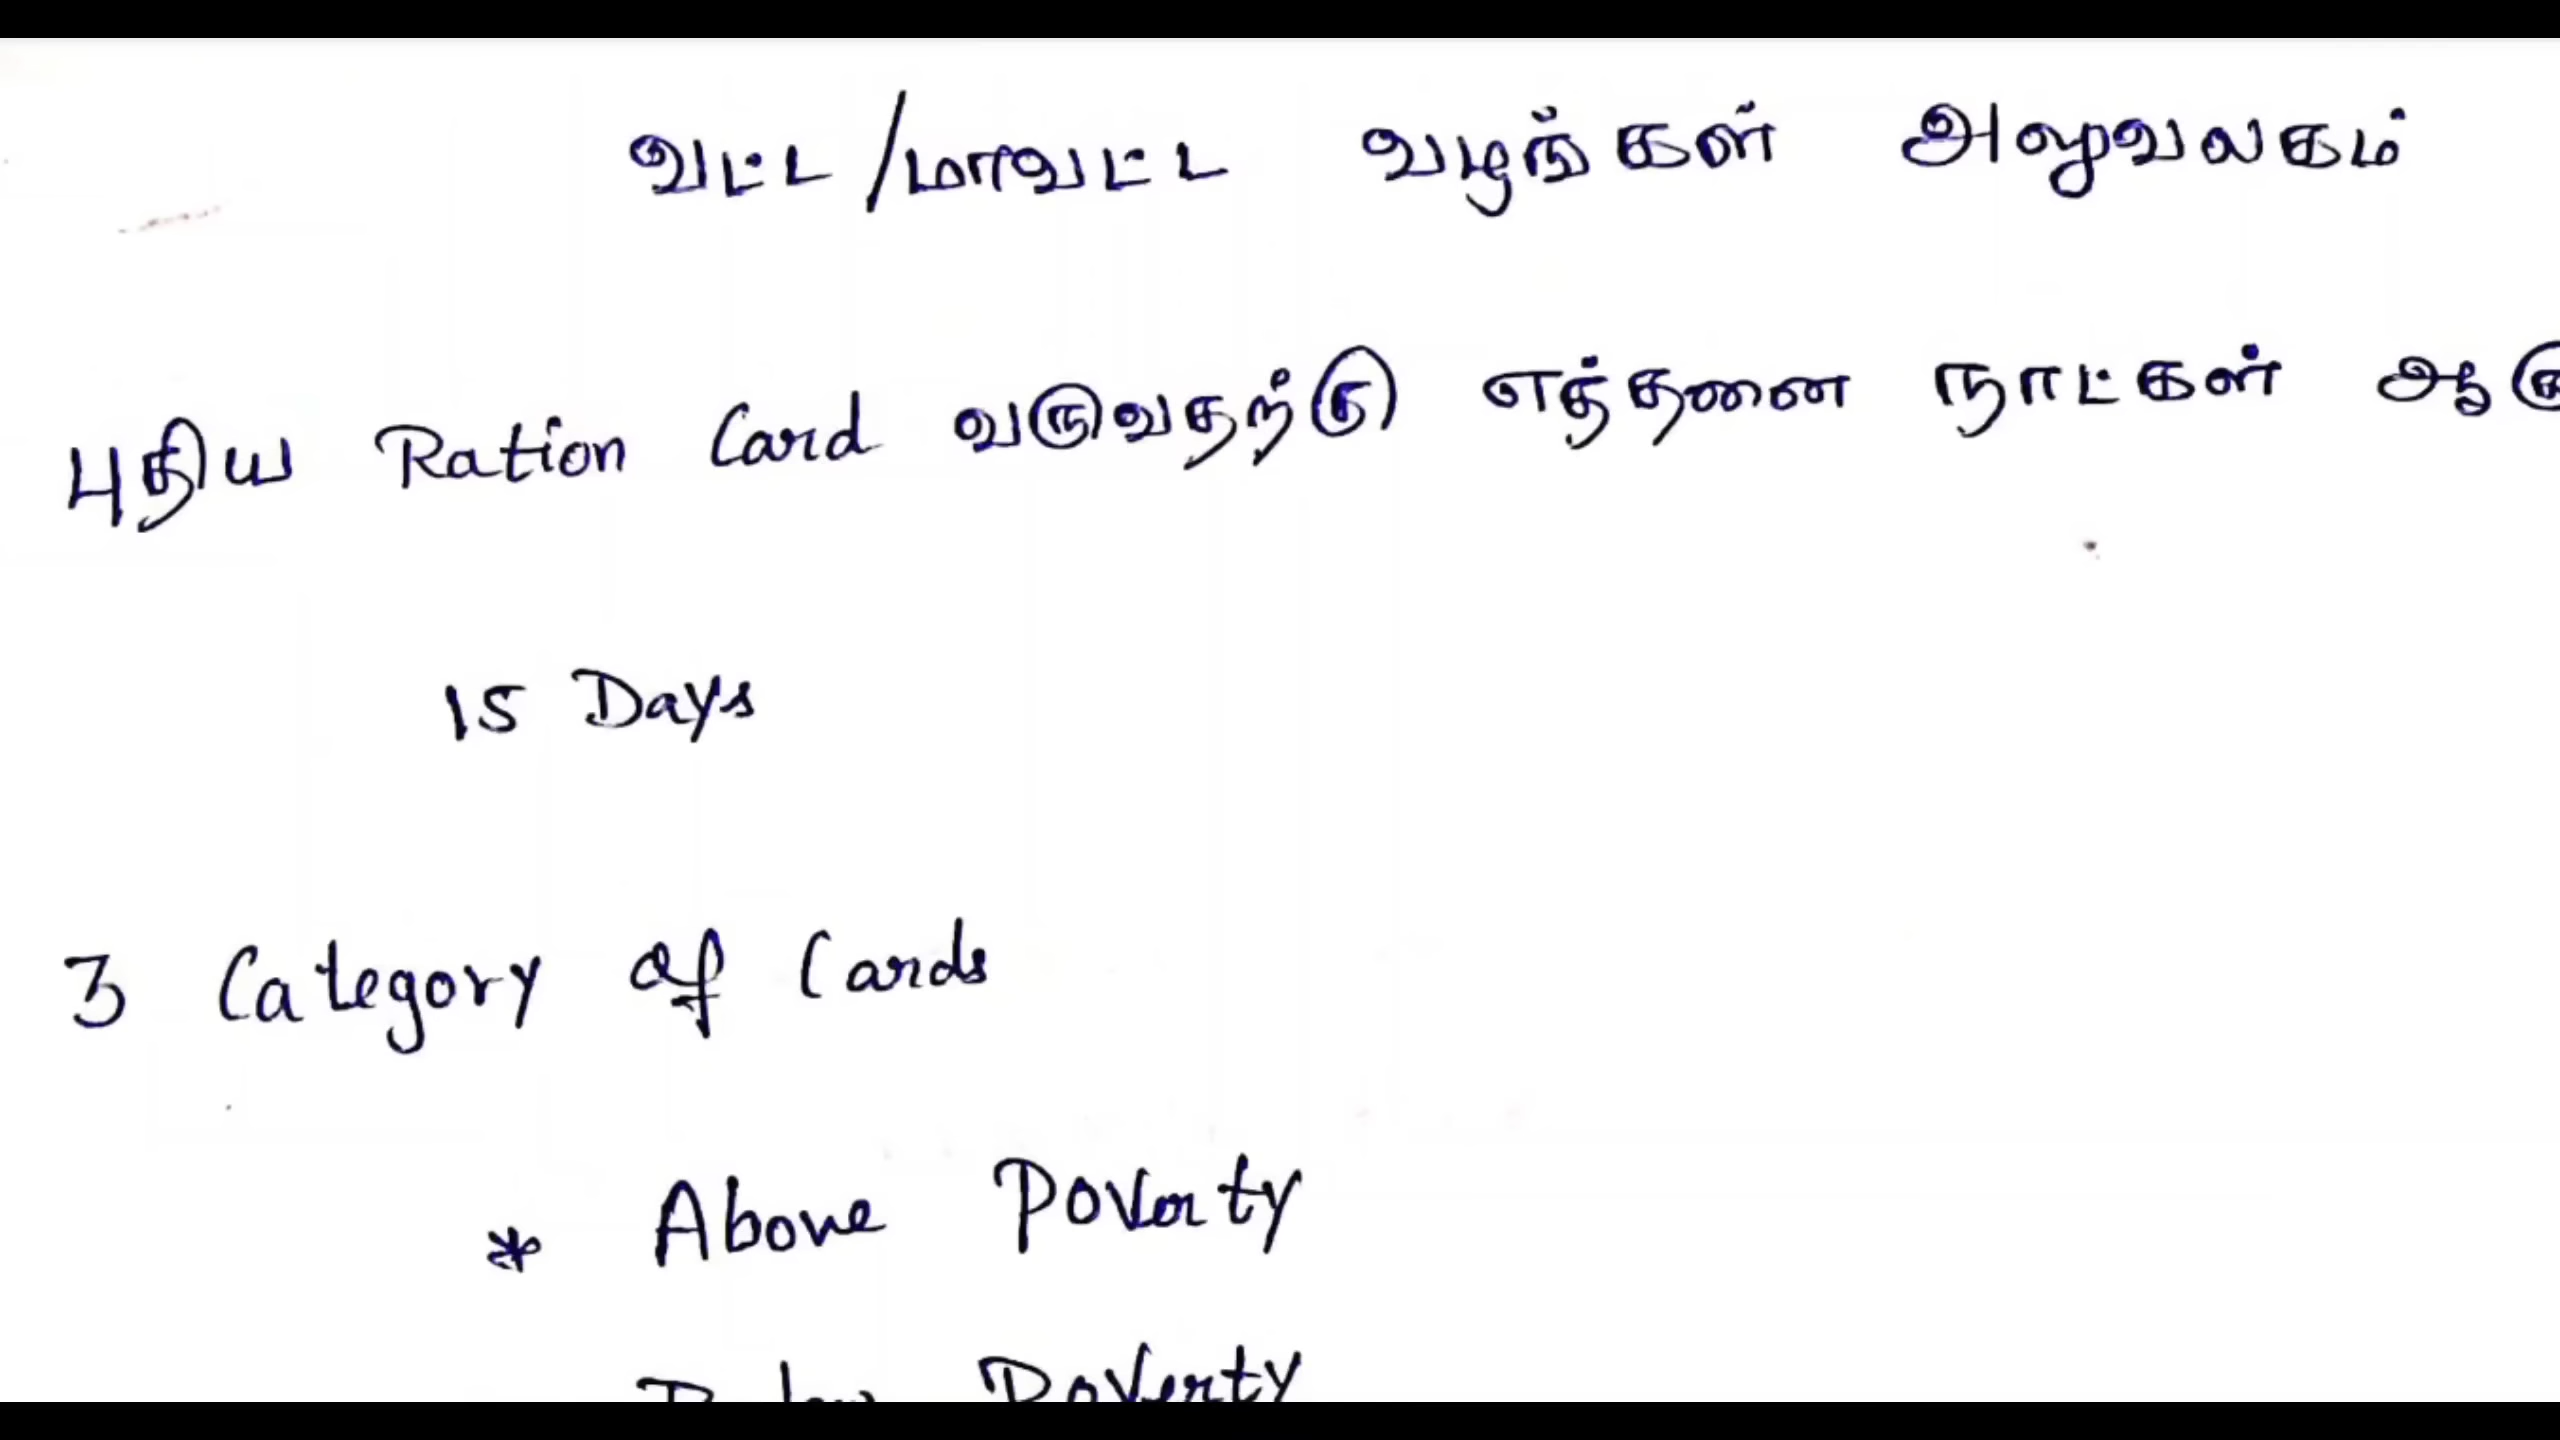 வட்ட /மாவட்ட வழங்கள் அலுவலகம்
புதிய Ration Card வருவதற்கு எத்தனை நாட்கள் ஆகு
15 Days
3 Category of Cards
* Above Poverty
Below Poverty